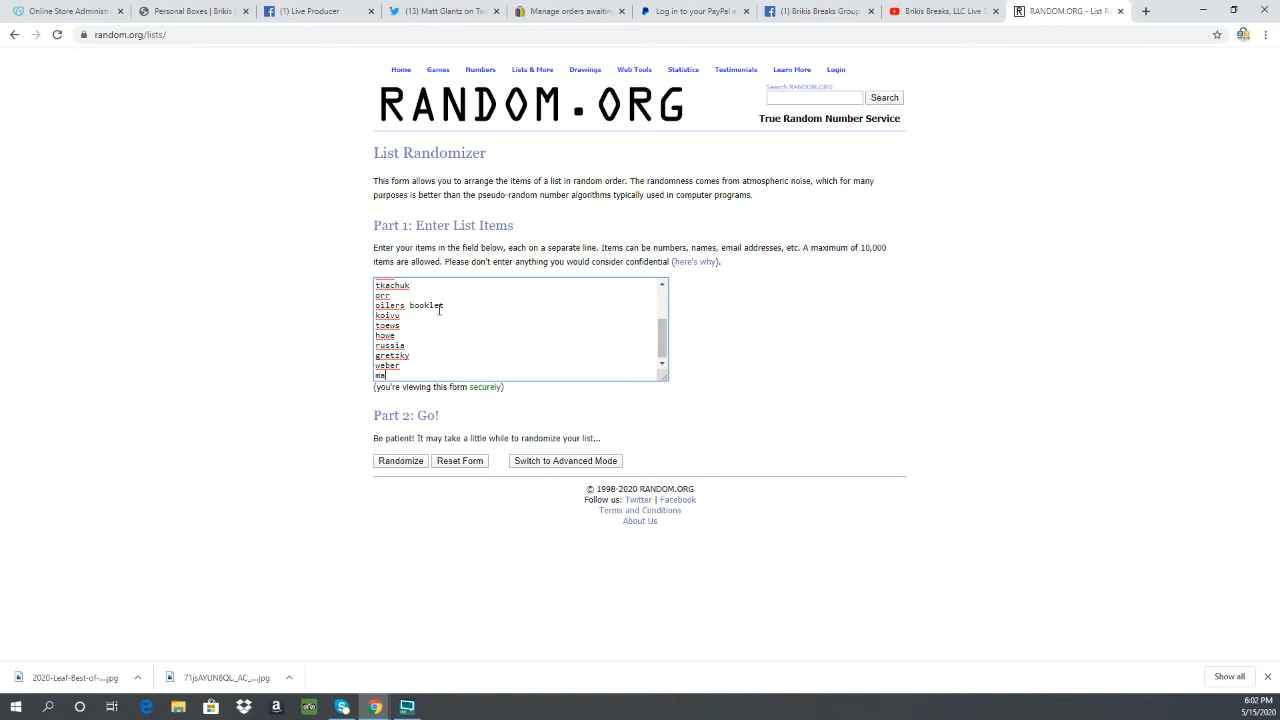 Online Store Administ
Personal Boxes | Brikis
(1) Live Producer
(13) Matt Glantz on Tw
Manage orders awaitin
Log in to your PayPal a
(1) Brikis Breaks Group
Brikis Breaks, LLC Live S
RANDOM.ORG - List R
random.org/lists/
Home Games Numbers Lists & More Drawings Web Tools Statistics Testimonials Learn More Login
RANDOM.ORG
Search RANDOM.ORG
Search
True Random Number Service
List Randomizer
This form allows you to arrange the items of a list in random order. The randomness comes from atmospheric noise, which for many
purposes is better than the pseudo-random number algorithms typically used in computer programs.
Part 1: Enter List Items
Enter your items in the field below, each on a separate line. Items can be numbers, names, email addresses, etc. A maximum of 10,000
items are allowed. Please don't enter anything you would consider confidential (here's why).
tkachuk
orr
oilers booklet
koivu
toews
howe
russia
gretzky
weber
ma
(you're viewing this form securely)
Part 2: Go!
Be patient! It may take a little while to randomize your list...
Randomize Reset Form Switch to Advanced Mode
© 1998-2020 RANDOM.ORG
Follow us: Twitter | Facebook
Terms and Conditions
About Us
2020-Leaf-Best-of-....jpg
71jsAYUN8QL._AC_...jpg
Show all
6:02 PM
5/15/2020